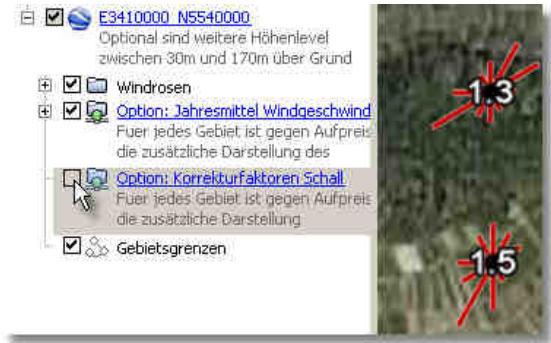 E3410000 N5540000
Optional sind weitere Höhenlevel
zwischen 30m und 170m über Grund
Windrosen
Option: Jahresmittel Windgeschwind
Fuer jedes Gebiet ist gegen Aufpreis
die zusätzliche Darstellung des
Option: Korrekturfaktoren Schall
Fuer jedes Gebiet ist gegen Aufpreis
die zusätzliche Darstellung
Gebietsgrenzen
1.3
1.5